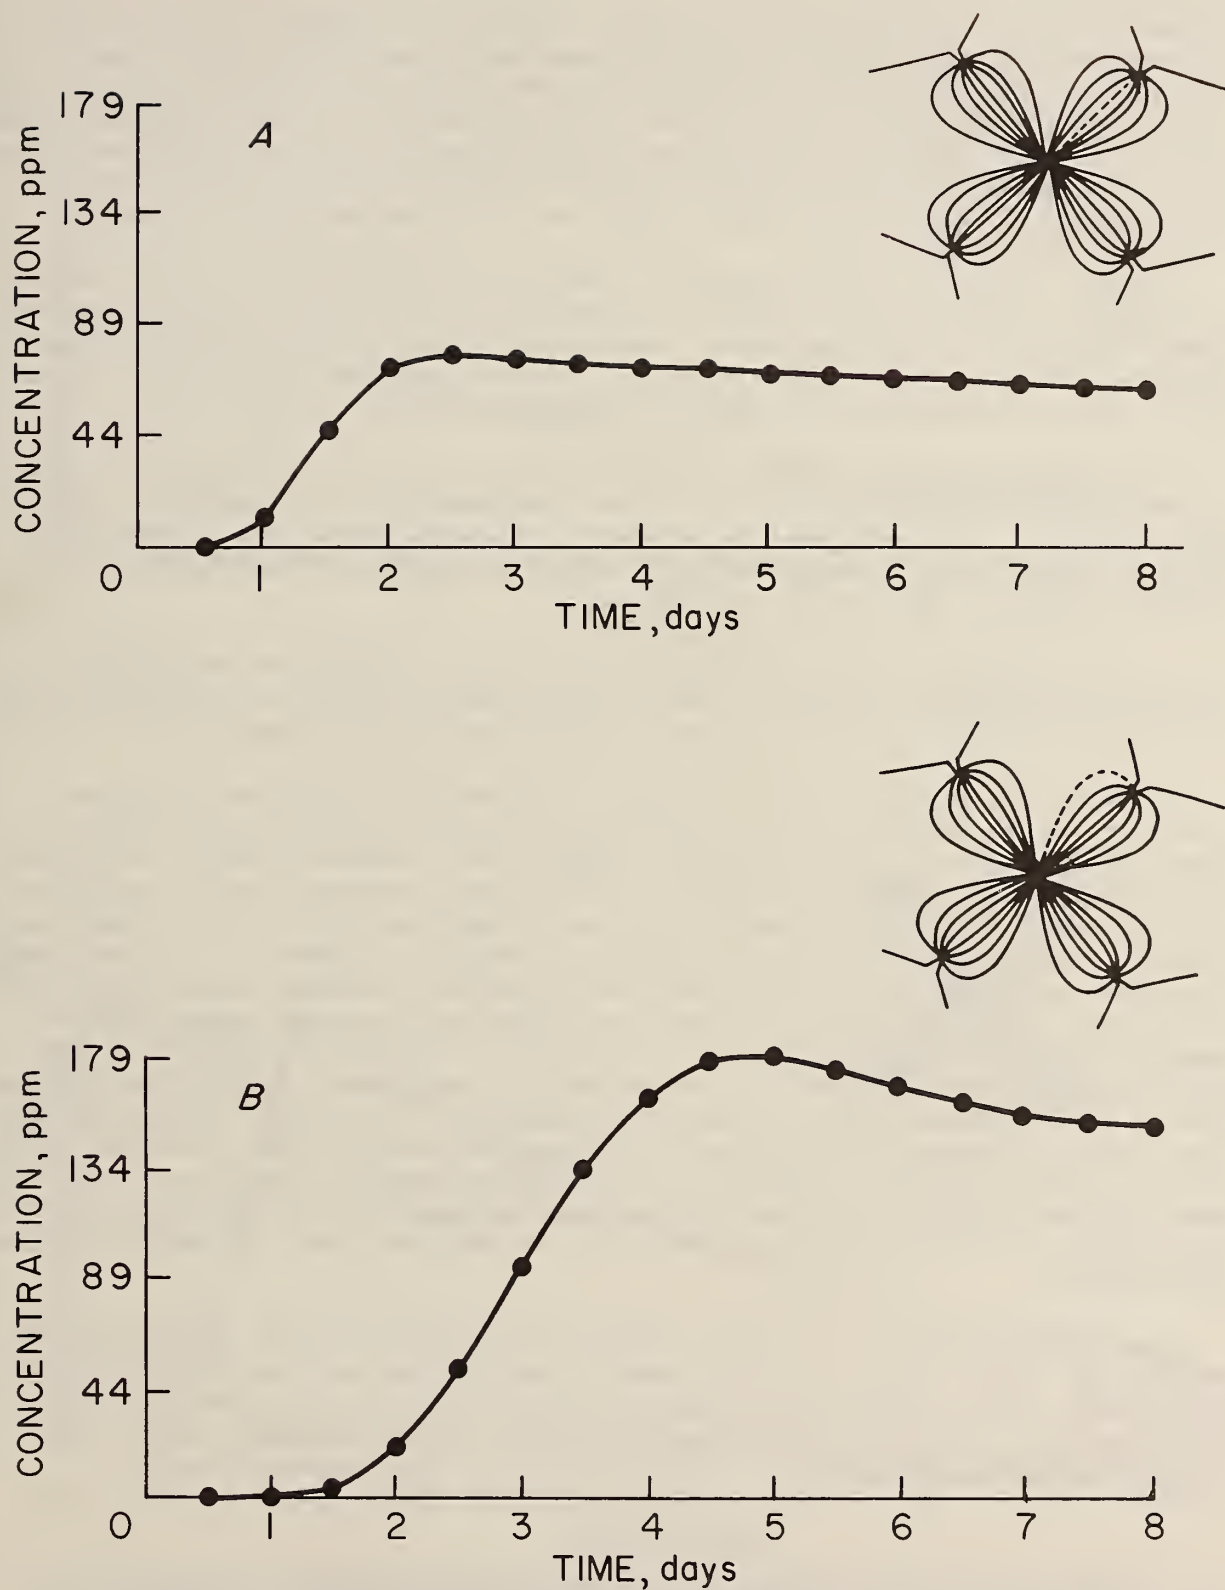 179
A
134
89
44
CONCENTRATION, ppm
0 1 2 3 4 5 6 7 8
TIME, days
179
B
134
89
44
CONCENTRATION, ppm
0 1 2 3 4 5 6 7 8
TIME, days